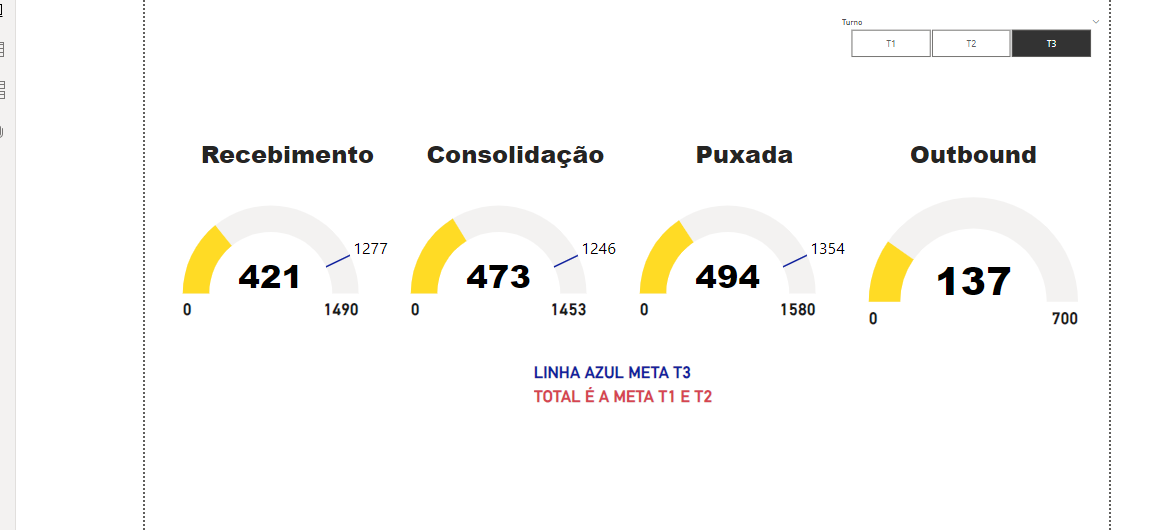 Turno
T1 T2 T3
Recebimento Consolidação Puxada Outbound
1277 1246 1354
421 473 494 137
0 1490 0 1453 0 1580 0 700
LINHA AZUL META T3
TOTAL É A META T1 E T2